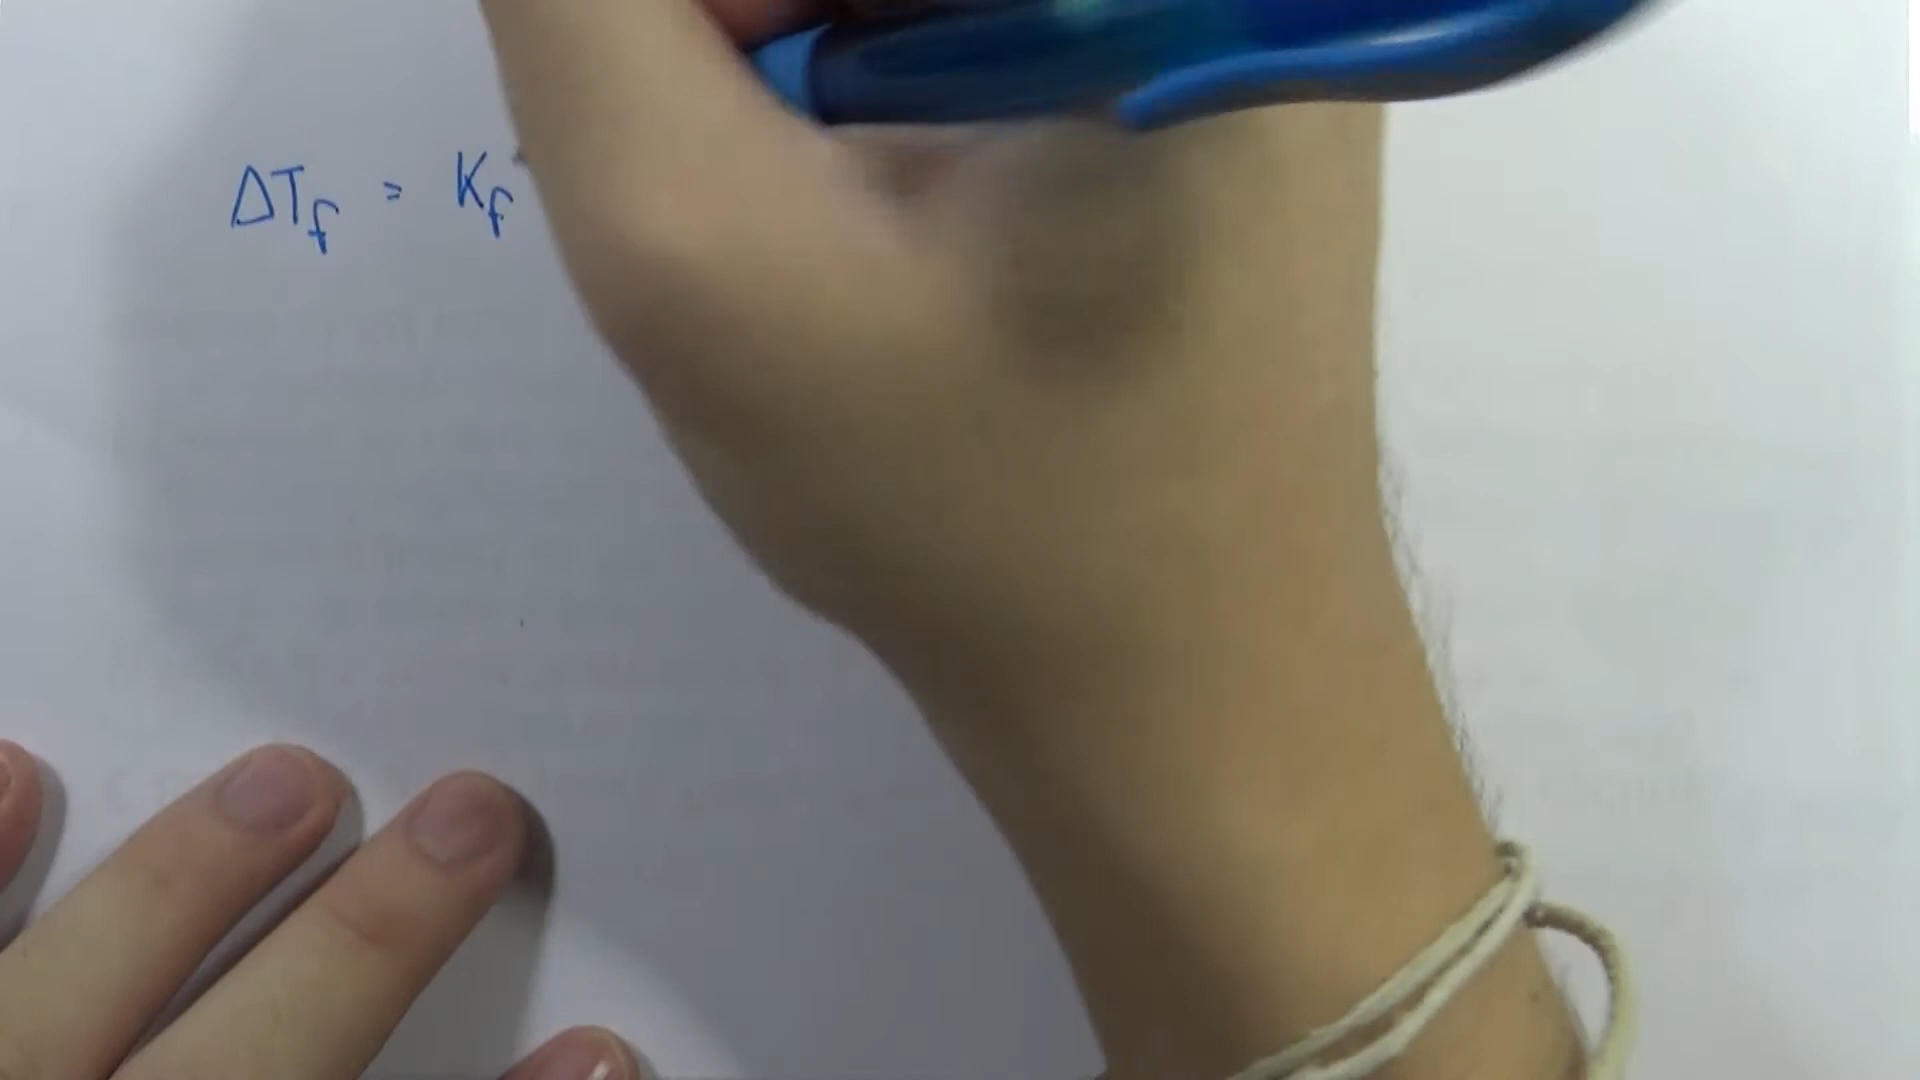 ΔT_f = K_f